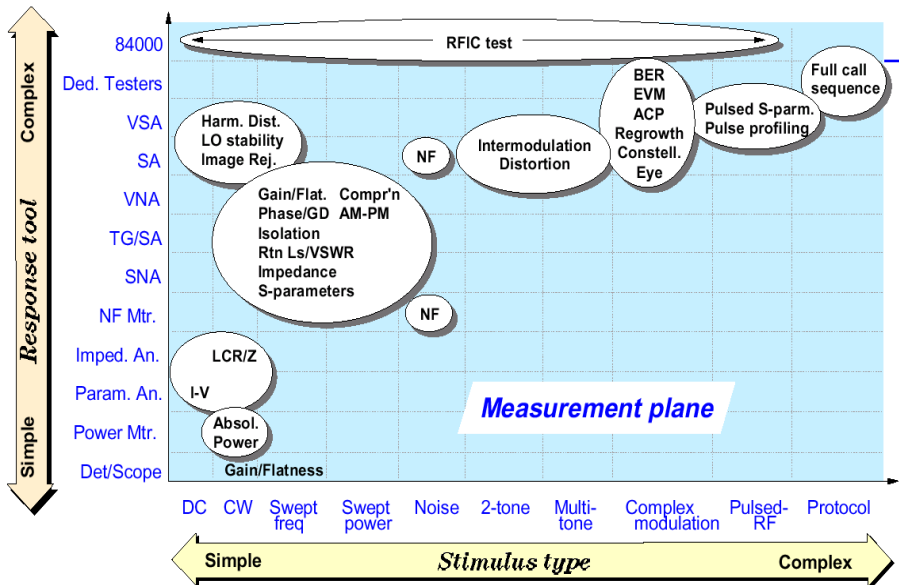 84000
RFIC test
Ded. Testers
BER
EVM
ACP
Regrowth
Constell.
Eye
Full call
sequence
VSA
Harm. Dist.
LO stability
Image Rej.
Pulsed S-parm.
Pulse profiling
SA
NF
Intermodulation
Distortion
VNA
Gain/Flat. Compr'n
Phase/GD AM-PM
Isolation
Rtn Ls/VSWR
Impedance
S-parameters
TG/SA
SNA
NF Mtr.
NF
Imped. An.
LCR/Z
Param. An.
I-V
Measurement plane
Power Mtr.
Absol.
Power
Det/Scope
Gain/Flatness
Complex
Response tool
Simple
DC
CW
Swept
freq
Swept
power
Noise
2-tone
Multi-
tone
Complex
modulation
Pulsed-
RF
Protocol
Simple
Stimulus type
Complex